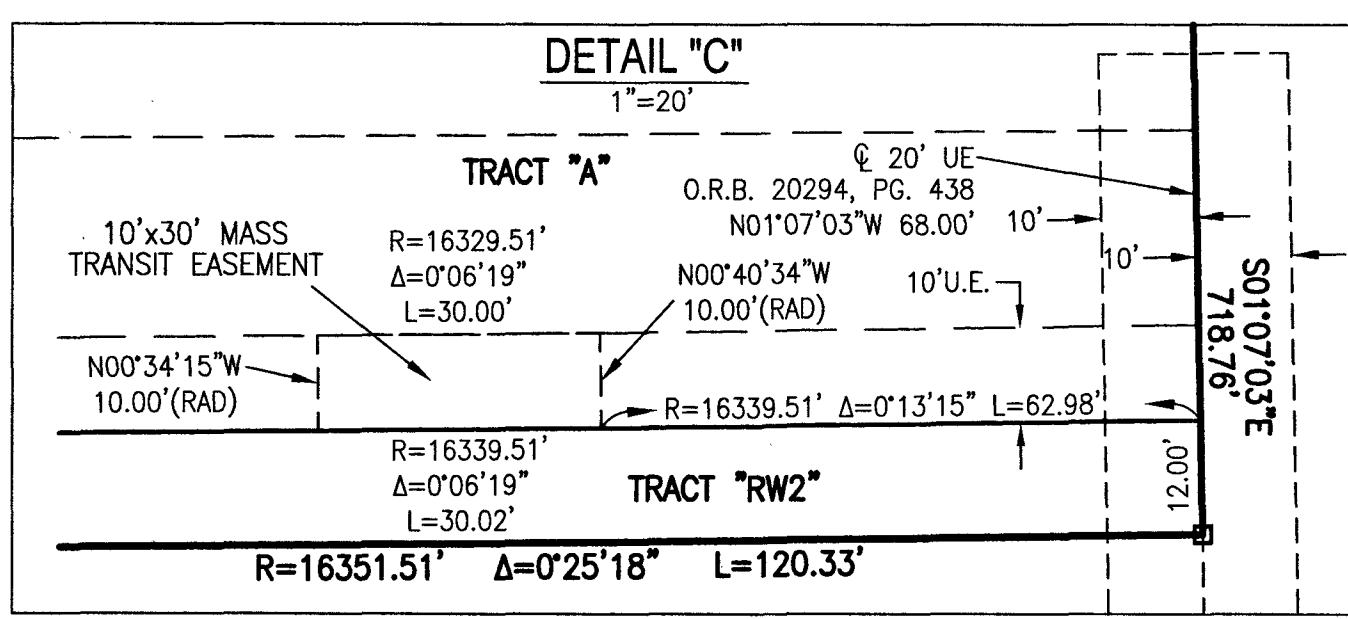 DETAIL "C"
1"=20'
TRACT "A"
℄ 20' UE
O.R.B. 20294, PG. 438
N01°07'03"W 68.00'
10'
10'
10'x30' MASS
TRANSIT EASEMENT
R=16329.51'
Δ=0°06'19"
L=30.00'
N00°40'34"W
10.00'(RAD)
10'U.E.
S01°07'03"E
718.76'
N00°34'15"W
10.00'(RAD)
R=16339.51' Δ=0°13'15" L=62.98'
R=16339.51'
Δ=0°06'19"
L=30.02'
TRACT "RW2"
12.00'
R=16351.51' Δ=0°25'18" L=120.33'